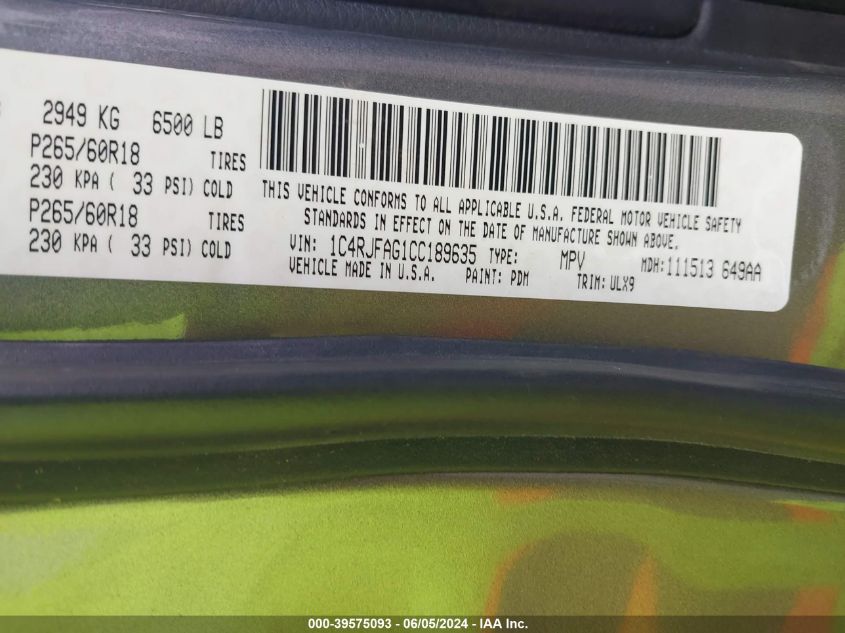 2949 KG 6500 LB
P265/60R18 TIRES
230 KPA ( 33 PSI) COLD
P265/60R18 TIRES
230 KPA ( 33 PSI) COLD
THIS VEHICLE CONFORMS TO ALL APPLICABLE U.S.A. FEDERAL MOTOR VEHICLE SAFETY
STANDARDS IN EFFECT ON THE DATE OF MANUFACTURE SHOWN ABOVE.
VIN: 1C4RJFAG1CC189635 TYPE: MPV MDH:111513 649AA
VEHICLE MADE IN U.S.A. PAINT: PDM TRIM: ULX9
000-39575093 - 06/05/2024 - IAA Inc.